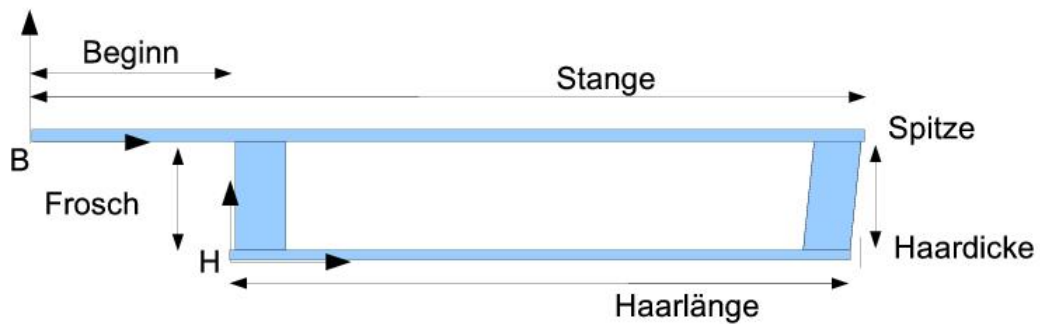 Beginn
Stange
Spitze
B
Frosch
Haardicke
H
Haarlänge